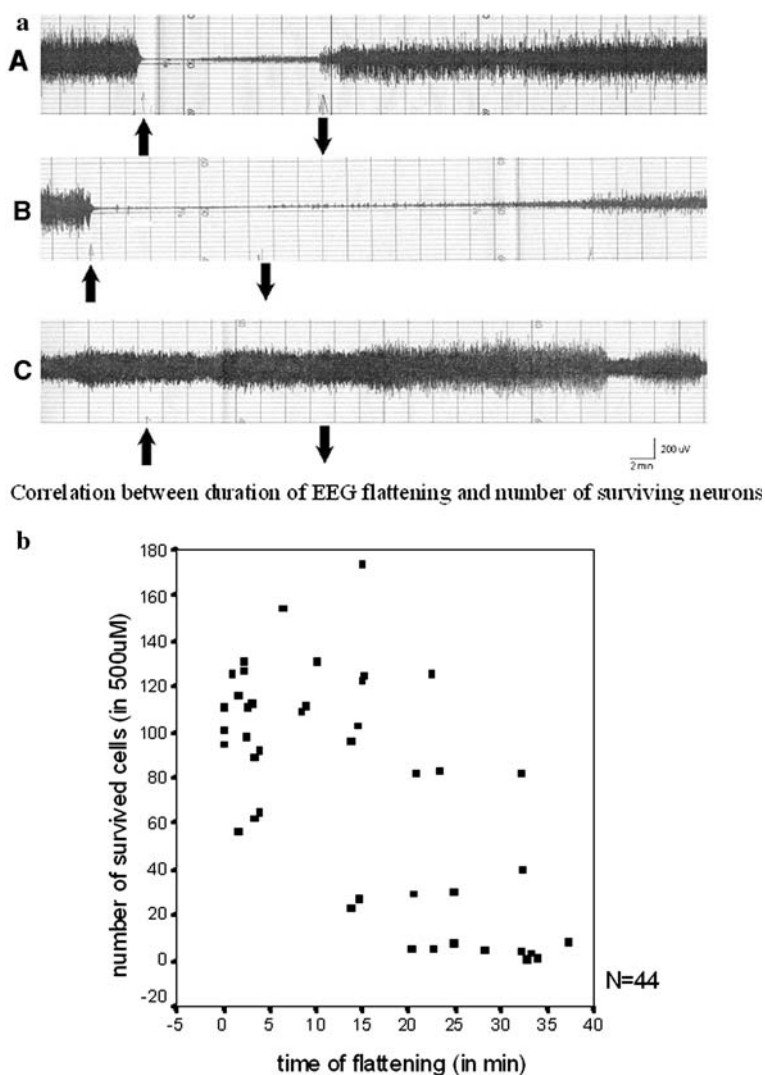 a
A
B
C
200 uV
2 min
Correlation between duration of EEG flattening and number of surviving neurons
b
180
160
140
120
100
80
60
40
20
0
-20
-5 0 5 10 15 20 25 30 35 40
number of survived cells (in 500uM)
time of flattening (in min)
N=44